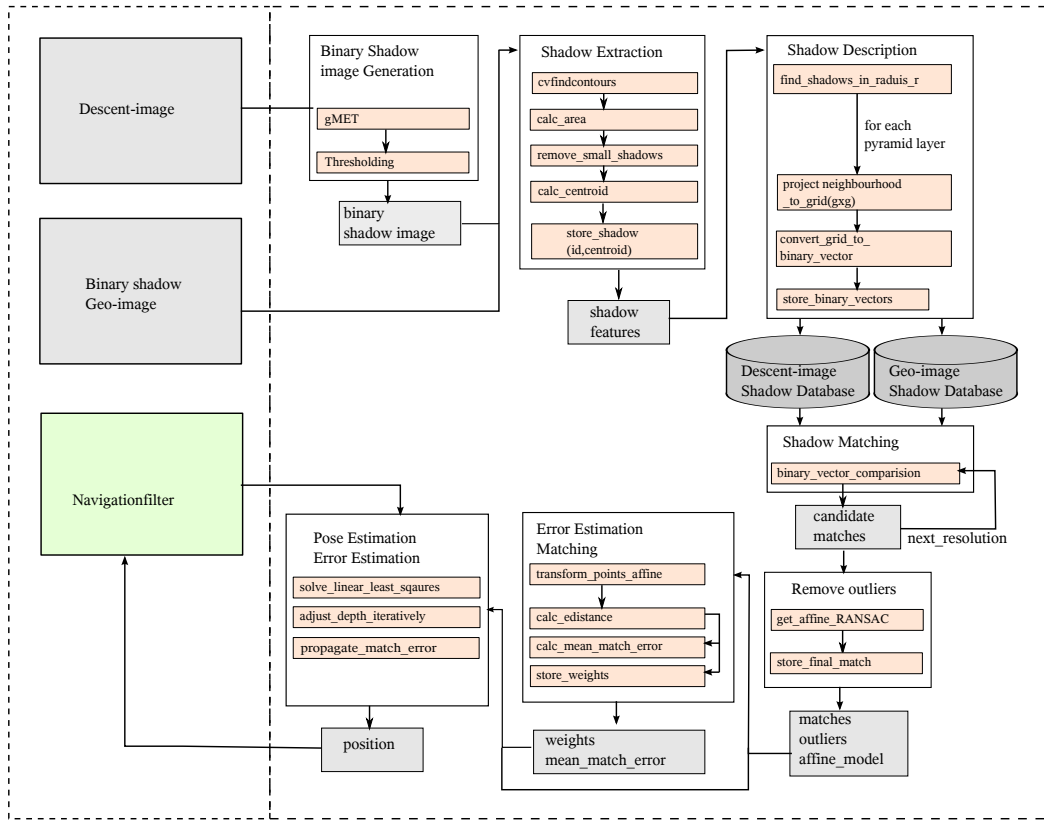 Descent-image
Binary shadow
Geo-image
Navigationfilter
Binary Shadow
image Generation
gMET
Thresholding
binary
shadow image
Shadow Extraction
cvfindcontours
calc_area
remove_small_shadows
calc_centroid
store_shadow
(id,centroid)
shadow
features
Shadow Description
find_shadows_in_raduis_r
for each
pyramid layer
project neighbourhood
_to_grid(gxg)
convert_grid_to_
binary_vector
store_binary_vectors
Descent-image
Shadow Database
Geo-image
Shadow Database
Shadow Matching
binary_vector_comparision
candidate
matches
next_resolution
Remove outliers
get_affine_RANSAC
store_final_match
matches
outliers
affine_model
Error Estimation
Matching
transform_points_affine
calc_edistance
calc_mean_match_error
store_weights
weights
mean_match_error
Pose Estimation
Error Estimation
solve_linear_least_sqaures
adjust_depth_iteratively
propagate_match_error
position